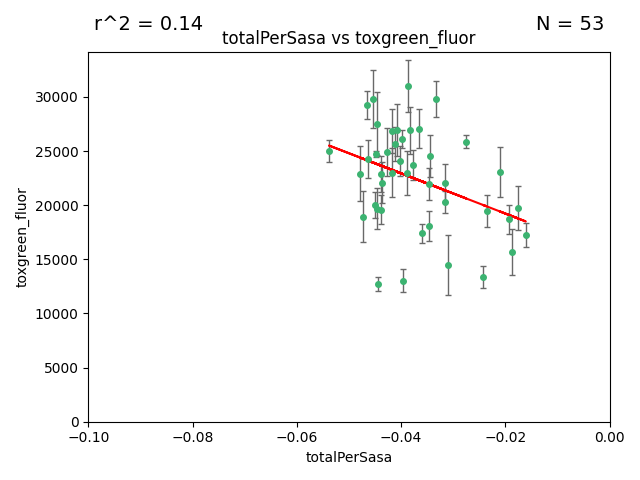 r^2 = 0.14
N = 53
totalPerSasa vs toxgreen_fluor
toxgreen_fluor
30000
25000
20000
15000
10000
5000
0
−0.10
−0.08
−0.06
−0.04
−0.02
0.00
totalPerSasa